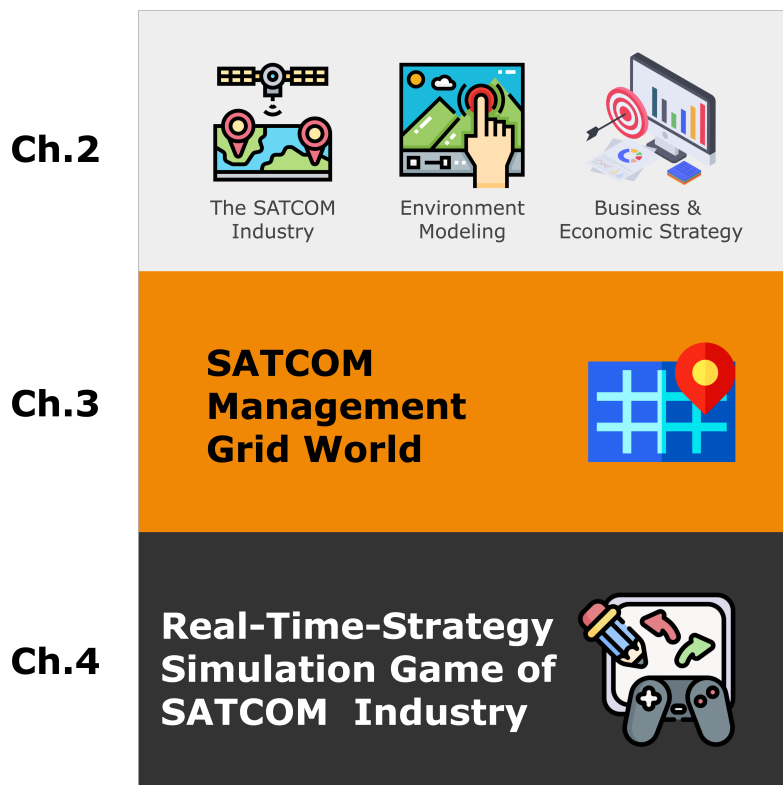 Ch.2
The SATCOM
Industry
Environment
Modeling
Business &
Economic Strategy
Ch.3
SATCOM
Management
Grid World
Ch.4
Real-Time-Strategy
Simulation Game of
SATCOM  Industry